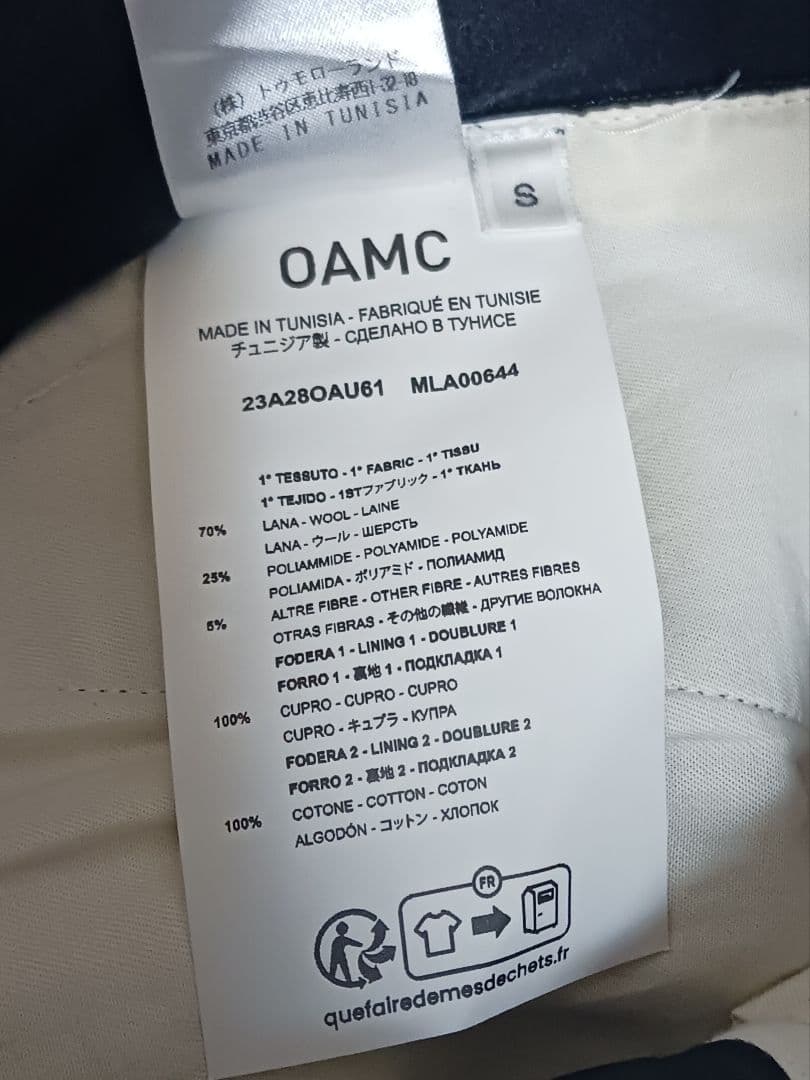 (株) トゥモローランド
東京都渋谷区恵比寿西1-32-18
MADE IN TUNISIA
S
OAMC
MADE IN TUNISIA - FABRIQUÉ EN TUNISIE
チュニジア製 - СДЕЛАНО В ТУНИСЕ
23A28OAU61 MLA00644
1° TESSUTO - 1° FABRIC - 1° TISSU
1° TEJIDO - 1STファブリック - 1° ТКАНЬ
70% LANA - WOOL - LAINE
LANA - ウール - ШЕРСТЬ
25% POLIAMMIDE - POLYAMIDE - POLYAMIDE
POLIAMIDA - ポリアミド - ПОЛИАМИД
5% ALTRE FIBRE - OTHER FIBRE - AUTRES FIBRES
OTRAS FIBRAS - その他の繊維 - ДРУГИЕ ВОЛОКНА
FODERA 1 - LINING 1 - DOUBLURE 1
FORRO 1 - 裏地 1 - ПОДКЛАДКА 1
100% CUPRO - CUPRO - CUPRO
CUPRO - キュプラ - КУПРА
FODERA 2 - LINING 2 - DOUBLURE 2
FORRO 2 - 裏地 2 - ПОДКЛАДКА 2
100% COTONE - COTTON - COTON
ALGODÓN - コットン - ХЛОПОК
FR
quefairedemesdechets.fr